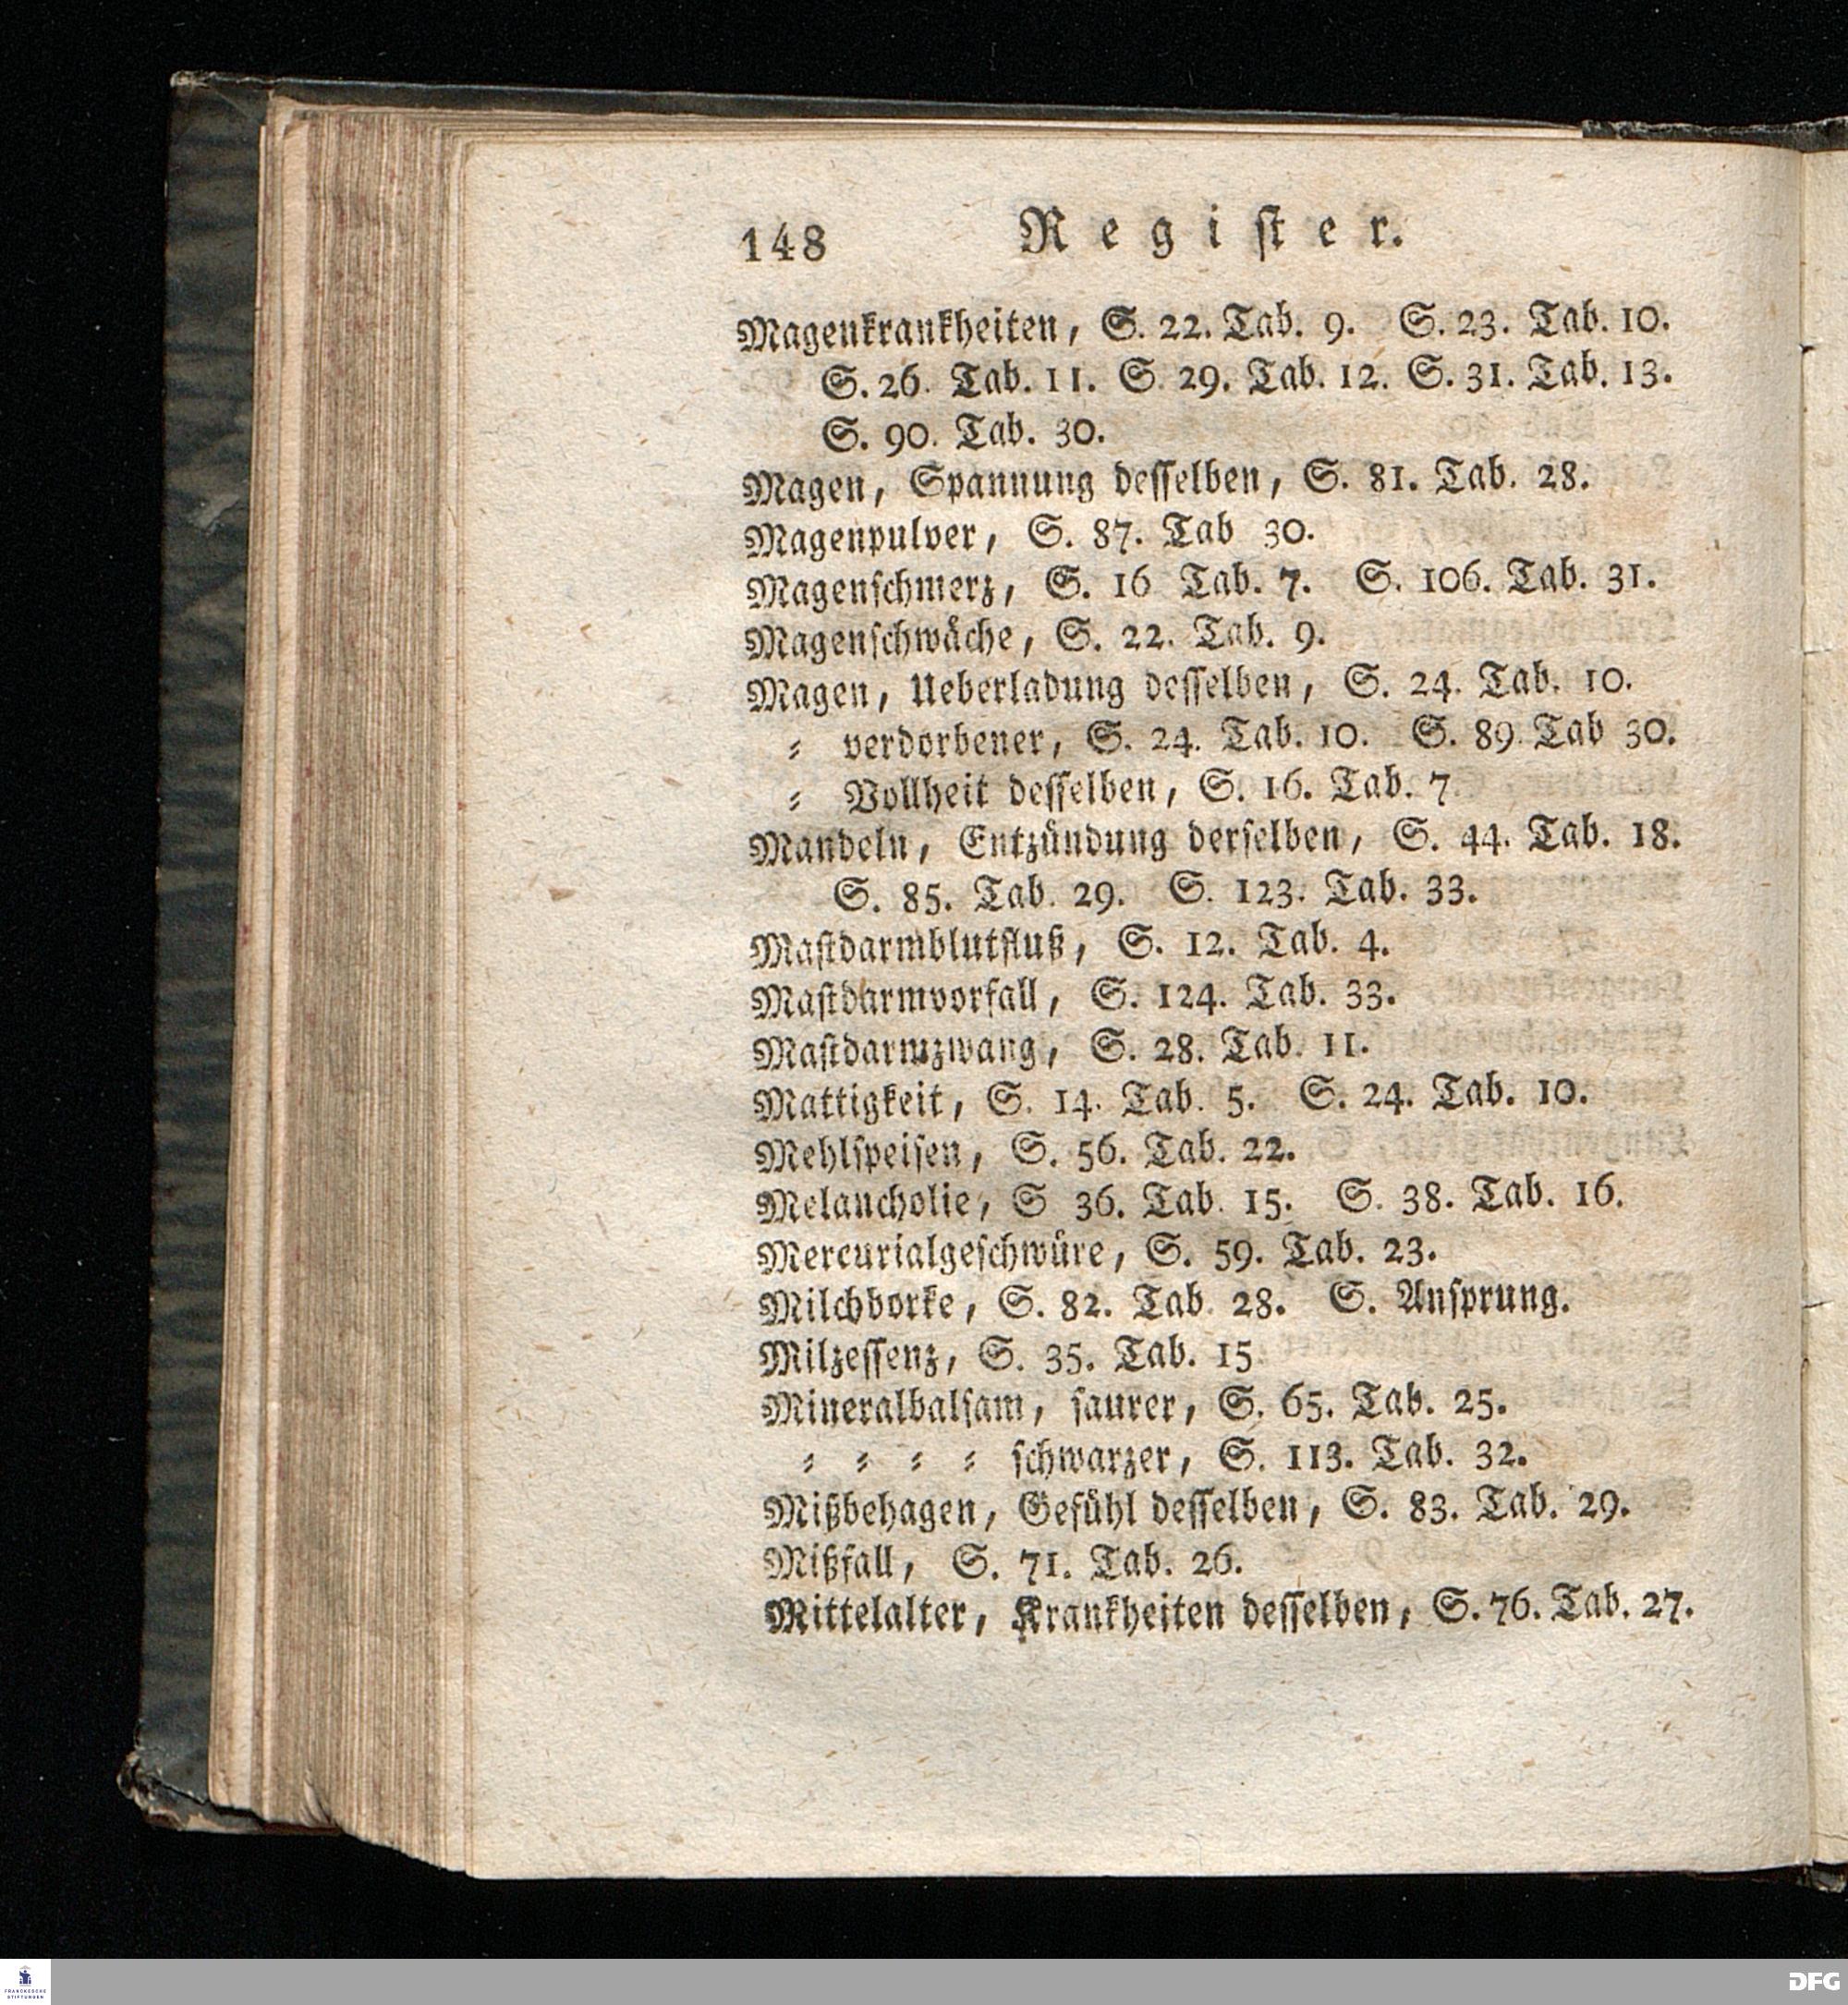 148 Register.
Magenkrankheiten, S. 22. Tab. 9. S. 23. Tab. 10.
S. 26. Tab. 11. S. 29. Tab. 12. S. 31. Tab. 13.
S. 90. Tab. 30.
Magen, Spannung desselben, S. 81. Tab. 28.
Magenpulver, S. 87. Tab 30.
Magenschmerz, S. 16 Tab. 7. S. 106. Tab. 31.
Magenschwäche, S. 22. Tab. 9.
Magen, Ueberladung desselben, S. 24. Tab. 10.
⸗ verdorbener, S. 24. Tab. 10. S. 89. Tab 30.
⸗ Vollheit desselben, S. 16. Tab. 7
Mandeln, Entzündung derselben, S. 44. Tab. 18.
S. 85. Tab. 29. S. 123. Tab. 33.
Mastdarmblutfluß, S. 12. Tab. 4.
Mastdarmvorfall, S. 124. Tab. 33.
Mastdarmzwang, S. 28. Tab. 11.
Mattigkeit, S. 14. Tab. 5. S. 24. Tab. 10.
Mehlspeisen, S. 56. Tab. 22.
Melancholie, S 36. Tab. 15. S. 38. Tab. 16.
Mercurialgeschwüre, S. 59. Tab. 23.
Milchborke, S. 82. Tab. 28. S. Ansprung.
Milzessenz, S. 35. Tab. 15
Mineralbalsam, saurer, S. 65. Tab. 25.
⸗ ⸗ ⸗ ⸗ schwarzer, S. 113. Tab. 32.
Mißbehagen, Gefühl desselben, S. 83. Tab. 29.
Mißfall, S. 71. Tab. 26.
Mittelalter, Krankheiten desselben, S. 76. Tab. 27.
FRANCKESCHE
STIFTUNGEN
DFG